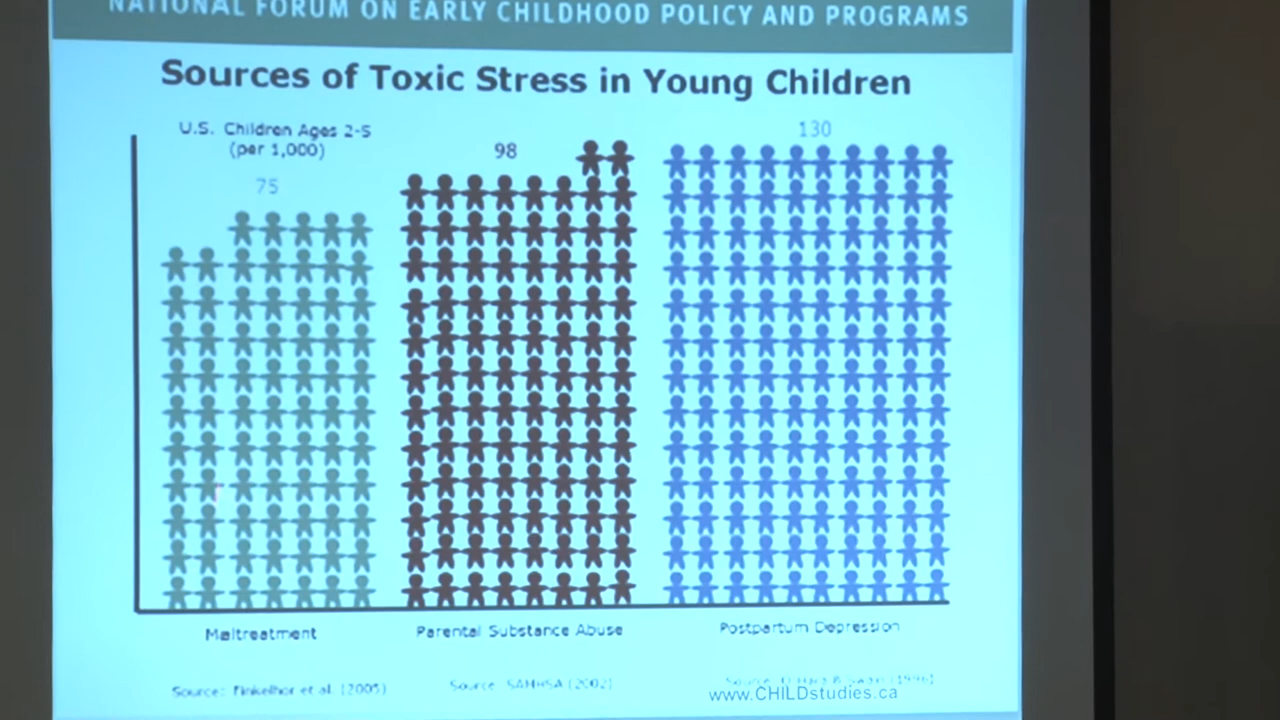 NATIONAL FORUM ON EARLY CHILDHOOD POLICY AND PROGRAMS
Sources of Toxic Stress in Young Children
U.S. Children Ages 2-5
(per 1,000)
75
98
130
Maltreatment
Parental Substance Abuse
Postpartum Depression
Source: Finkelhor et al. (2005)
Source: SAMHSA (2002)
www.CHILDstudies.ca